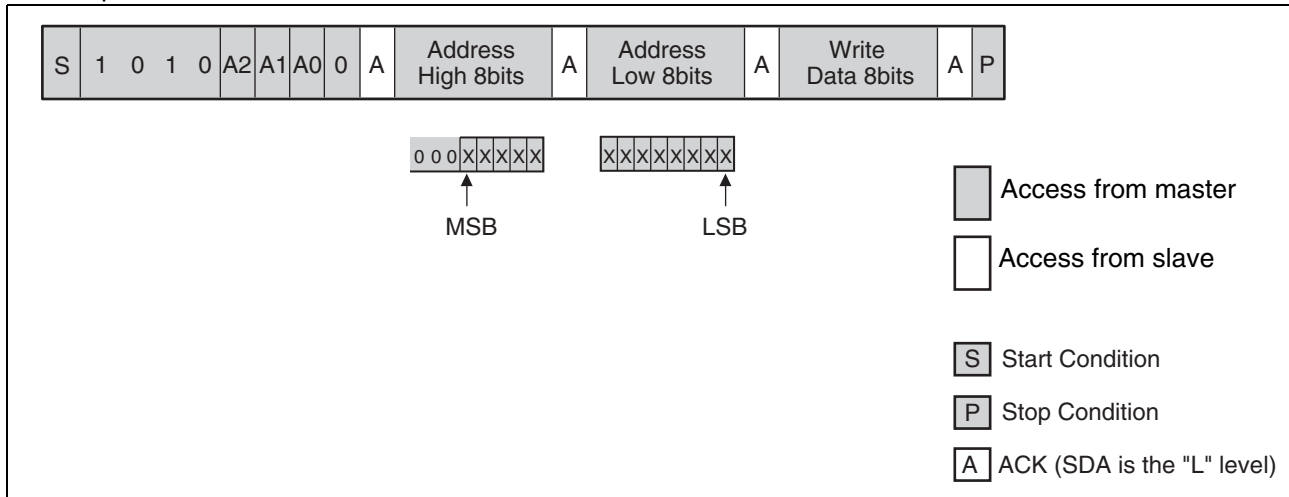 S 1 0 1 0 A2 A1 A0 0 A Address High 8bits A Address Low 8bits A Write Data 8bits A P
0 0 0 X X X X X X X X X X X X X
MSB LSB
Access from master
Access from slave
S Start Condition
P Stop Condition
A ACK (SDA is the "L" level)